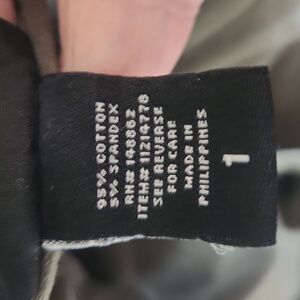 95% COTTON
5% SPANDEX
RN# 148862
ITEM# 11214778
SEE REVERSE
FOR CARE
MADE IN
PHILIPPINES
1